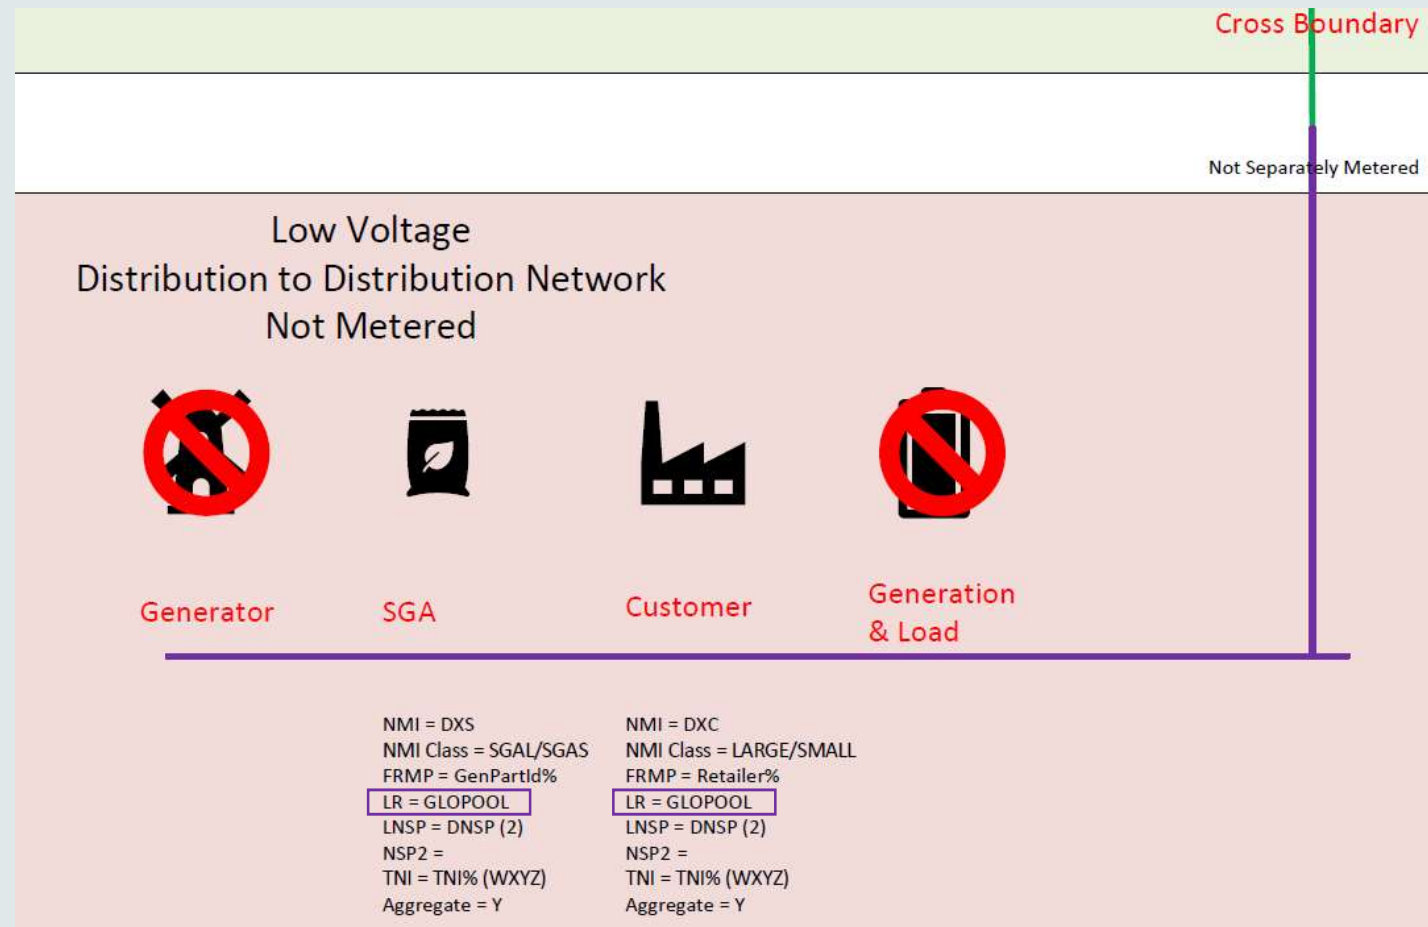 Cross Boundary
Not Separately Metered
Low Voltage
Distribution to Distribution Network
Not Metered
Generator
SGA
Customer
Generation
& Load
NMI = DXS
NMI Class = SGAL/SGAS
FRMP = GenPartId%
LR = GLOPOOL
LNSP = DNSP (2)
NSP2 =
TNI = TNI% (WXYZ)
Aggregate = Y
NMI = DXC
NMI Class = LARGE/SMALL
FRMP = Retailer%
LR = GLOPOOL
LNSP = DNSP (2)
NSP2 =
TNI = TNI% (WXYZ)
Aggregate = Y